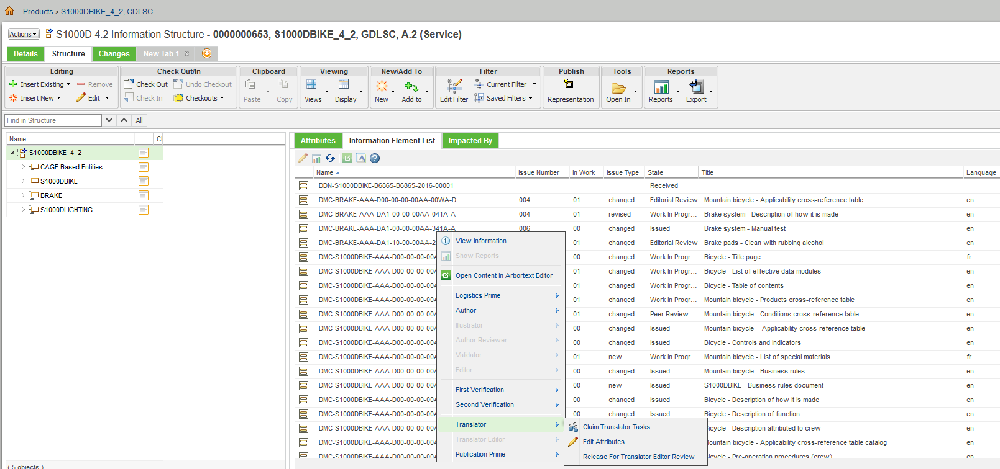 Products > S1000DBIKE_4_2, GDLSC
Actions S1000D 4.2 Information Structure - 0000000653, S1000DBIKE_4_2, GDLSC, A.2 (Service)
Details Structure Changes New Tab 1
Editing Check Out/In Clipboard Viewing New/Add To Filter Publish Tools Reports
Insert Existing Remove Check Out Undo Checkout Current Filter
Insert New Edit Check In Checkouts Paste Copy Views Display New Add to Edit Filter Saved Filters Representation Open In Reports Export
Find in Structure All
Name Cl
S1000DBIKE_4_2
CAGE Based Entities
S1000DBIKE
BRAKE
S1000DLIGHTING
( 5 objects )
Attributes Information Element List Impacted By
Name Issue Number In Work Issue Type State Title Language
DDN-S1000DBIKE-B6865-B6865-2016-00001 Received
DMC-BRAKE-AAA-D00-00-00-00AA-00WA-D 004 01 changed Editorial Review Mountain bicycle - Applicability cross-reference table en
DMC-BRAKE-AAA-DA1-00-00-00AA-041A-A 004 01 revised Work In Progr... Brake system - Description of how it is made en
DMC-BRAKE-AAA-DA1-00-00-00AA-341A-A 006 00 changed Issued Brake system - Manual test en
DMC-BRAKE-AAA-DA1-10-00-00AA-2 01 changed Editorial Review Brake pads - Clean with rubbing alcohol en
DMC-S1000DBIKE-AAA-D00-00-00-00A 00 changed Work In Progr... Bicycle - Title page fr
DMC-S1000DBIKE-AAA-D00-00-00-00A 01 changed Work In Progr... Bicycle - List of effective data modules en
DMC-S1000DBIKE-AAA-D00-00-00-00A 01 changed Work In Progr... Bicycle - Table of contents en
DMC-S1000DBIKE-AAA-D00-00-00-00A 01 changed Work In Progr... Mountain bicycle - Products cross-reference table en
DMC-S1000DBIKE-AAA-D00-00-00-00A 01 changed Peer Review Mountain bicycle - Conditions cross-reference table en
DMC-S1000DBIKE-AAA-D00-00-00-00A 00 changed Issued Mountain bicycle - Applicability cross-reference table en
DMC-S1000DBIKE-AAA-D00-00-00-00A 00 changed Issued Bicycle - Controls and Indicators en
DMC-S1000DBIKE-AAA-D00-00-00-00A 01 new Work In Progr... Mountain bicycle - List of special materials fr
DMC-S1000DBIKE-AAA-D00-00-00-00A 00 changed Issued Mountain bicycle - Business rules en
DMC-S1000DBIKE-AAA-D00-00-00-00A 00 new Issued S1000DBIKE - Business rules document en
DMC-S1000DBIKE-AAA-D00-00-00-00A 00 changed Issued Bicycle - Description of how it is made en
DMC-S1000DBIKE-AAA-D00-00-00-00A 00 changed Issued Bicycle - Description of function en
DMC-S1000DBIKE-AAA-D00-00-00-00A icycle - Description attributed to crew en
DMC-S1000DBIKE-AAA-D00-00-00-00A ountain bicycle - Applicability cross-reference table catalog en
DMC-S1000DBIKE-AAA-D00-00-00-00A icycle - Pre-operation procedures (crew) en
View Information
Show Reports
Open Content in Arbortext Editor
Logistics Prime
Author
Illustrator
Author Reviewer
Validator
Editor
First Verification
Second Verification
Translator
Translator Editor
Publication Prime
Claim Translator Tasks
Edit Attributes...
Release For Translator Editor Review